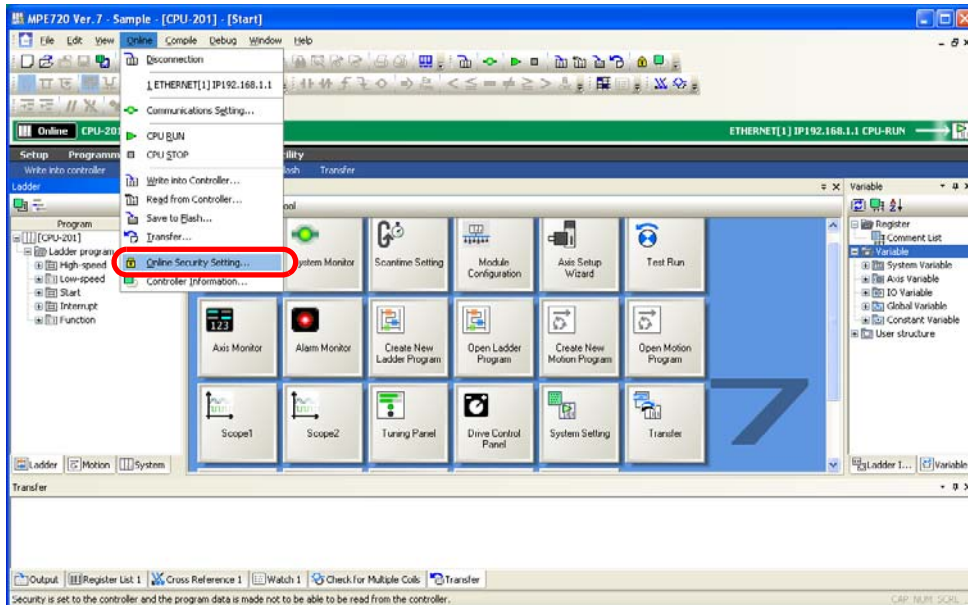 MPE720 Ver. 7 - Sample - [CPU-201] - [Start]
File Edit View Online Compile Debug Window Help
Disconnection
1 ETHERNET[1] IP192.168.1.1
Communications Setting...
CPU RUN
CPU STOP
Write into Controller...
Read from Controller...
Save to Flash...
Transfer...
Online Security Setting...
Controller Information...
Online CPU-201
ETHERNET[1] IP192.168.1.1 CPU-RUN
Setup
Write into controller
Transfer
Ladder
Program
[CPU-201]
Ladder program
High-speed
Low-speed
Start
Interrupt
Function
System Monitor
Scantime Setting
Module Configuration
Axis Setup Wizard
Test Run
123
Axis Monitor
Alarm Monitor
Create New Ladder Program
Open Ladder Program
Create New Motion Program
Open Motion Program
Scope1
Scope2
Tuning Panel
Drive Control Panel
System Setting
Transfer
7
Variable
Register
Comment List
Variable
System Variable
Axis Variable
IO Variable
Global Variable
Constant Variable
User structure
Ladder Motion System
Ladder I... Variable
Transfer
Output Register List 1 Cross Reference 1 Watch 1 Check for Multiple Coils Transfer
Security is set to the controller and the program data is made not to be able to be read from the controller.
CAP NUM SCRL